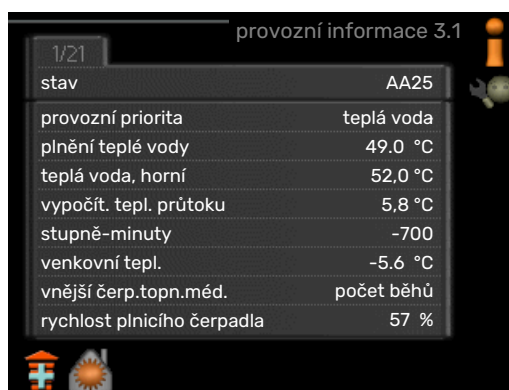 provozní informace 3.1
1/21
stav AA25
provozní priorita teplá voda
plnění teplé vody 49.0 °C
teplá voda, horní 52,0 °C
vypočít. tepl. průtoku 5,8 °C
stupně-minuty -700
venkovní tepl. -5.6 °C
vnější čerp.topn.méd. počet běhů
rychlost plnicího čerpadla 57 %